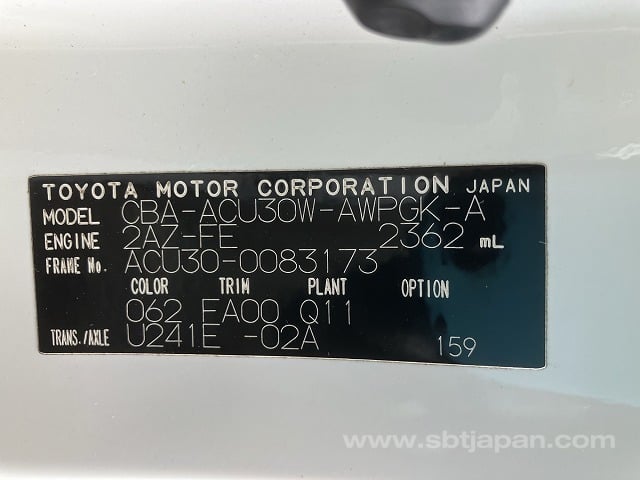 TOYOTA MOTOR CORPORATION JAPAN
MODEL CBA-ACU30W-AWPGK-A
ENGINE 2AZ-FE 2362 mL
FRAME No. ACU30-0083173
COLOR TRIM PLANT OPTION
062 EA00 Q11
TRANS./AXLE U241E -02A 159
www.sbtjapan.com